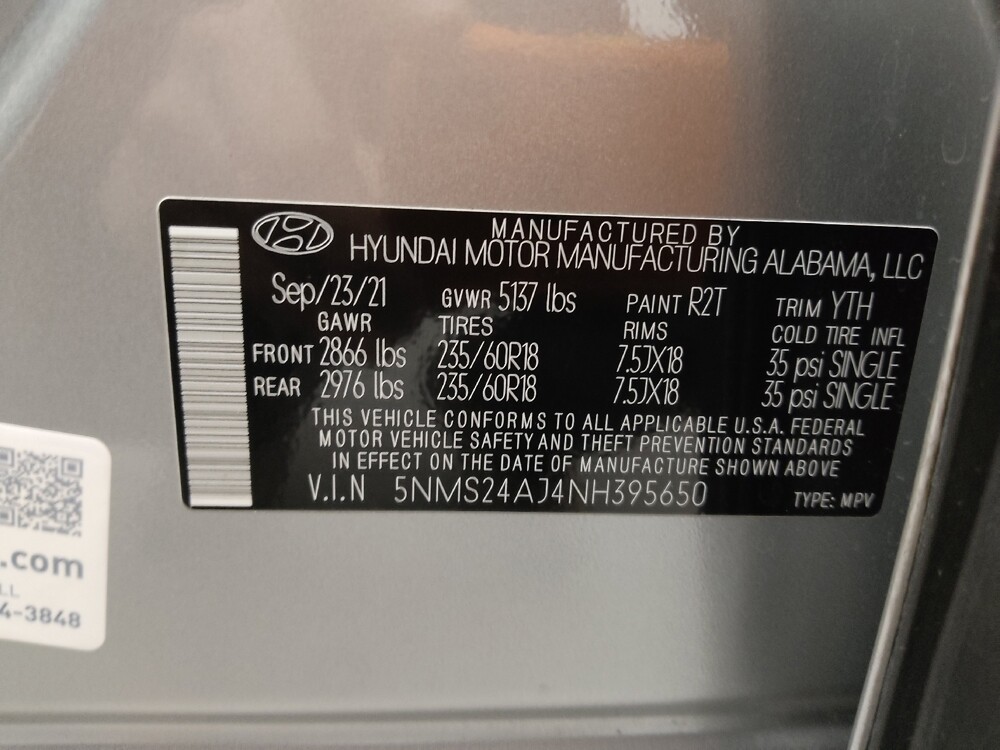 MANUFACTURED BY
HYUNDAI MOTOR MANUFACTURING ALABAMA, LLC
Sep/23/21 GVWR 5137 lbs PAINT R2T TRIM YTH
GAWR TIRES RIMS COLD TIRE INFL
FRONT 2866 lbs 235/60R18 7.5JX18 35 psi SINGLE
REAR 2976 lbs 235/60R18 7.5JX18 35 psi SINGLE
THIS VEHICLE CONFORMS TO ALL APPLICABLE U.S.A. FEDERAL
MOTOR VEHICLE SAFETY AND THEFT PREVENTION STANDARDS
IN EFFECT ON THE DATE OF MANUFACTURE SHOWN ABOVE
V.I.N 5NMS24AJ4NH395650 TYPE: MPV
.com
LL
4-3848